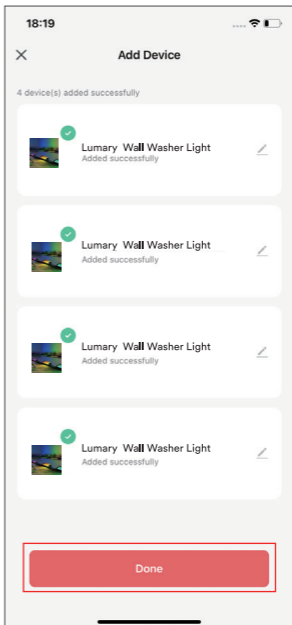 18:19
Add Device
4 device(s) added successfully
Lumary Wall Washer Light
Added successfully
Lumary Wall Washer Light
Added successfully
Lumary Wall Washer Light
Added successfully
Lumary Wall Washer Light
Added successfully
Done